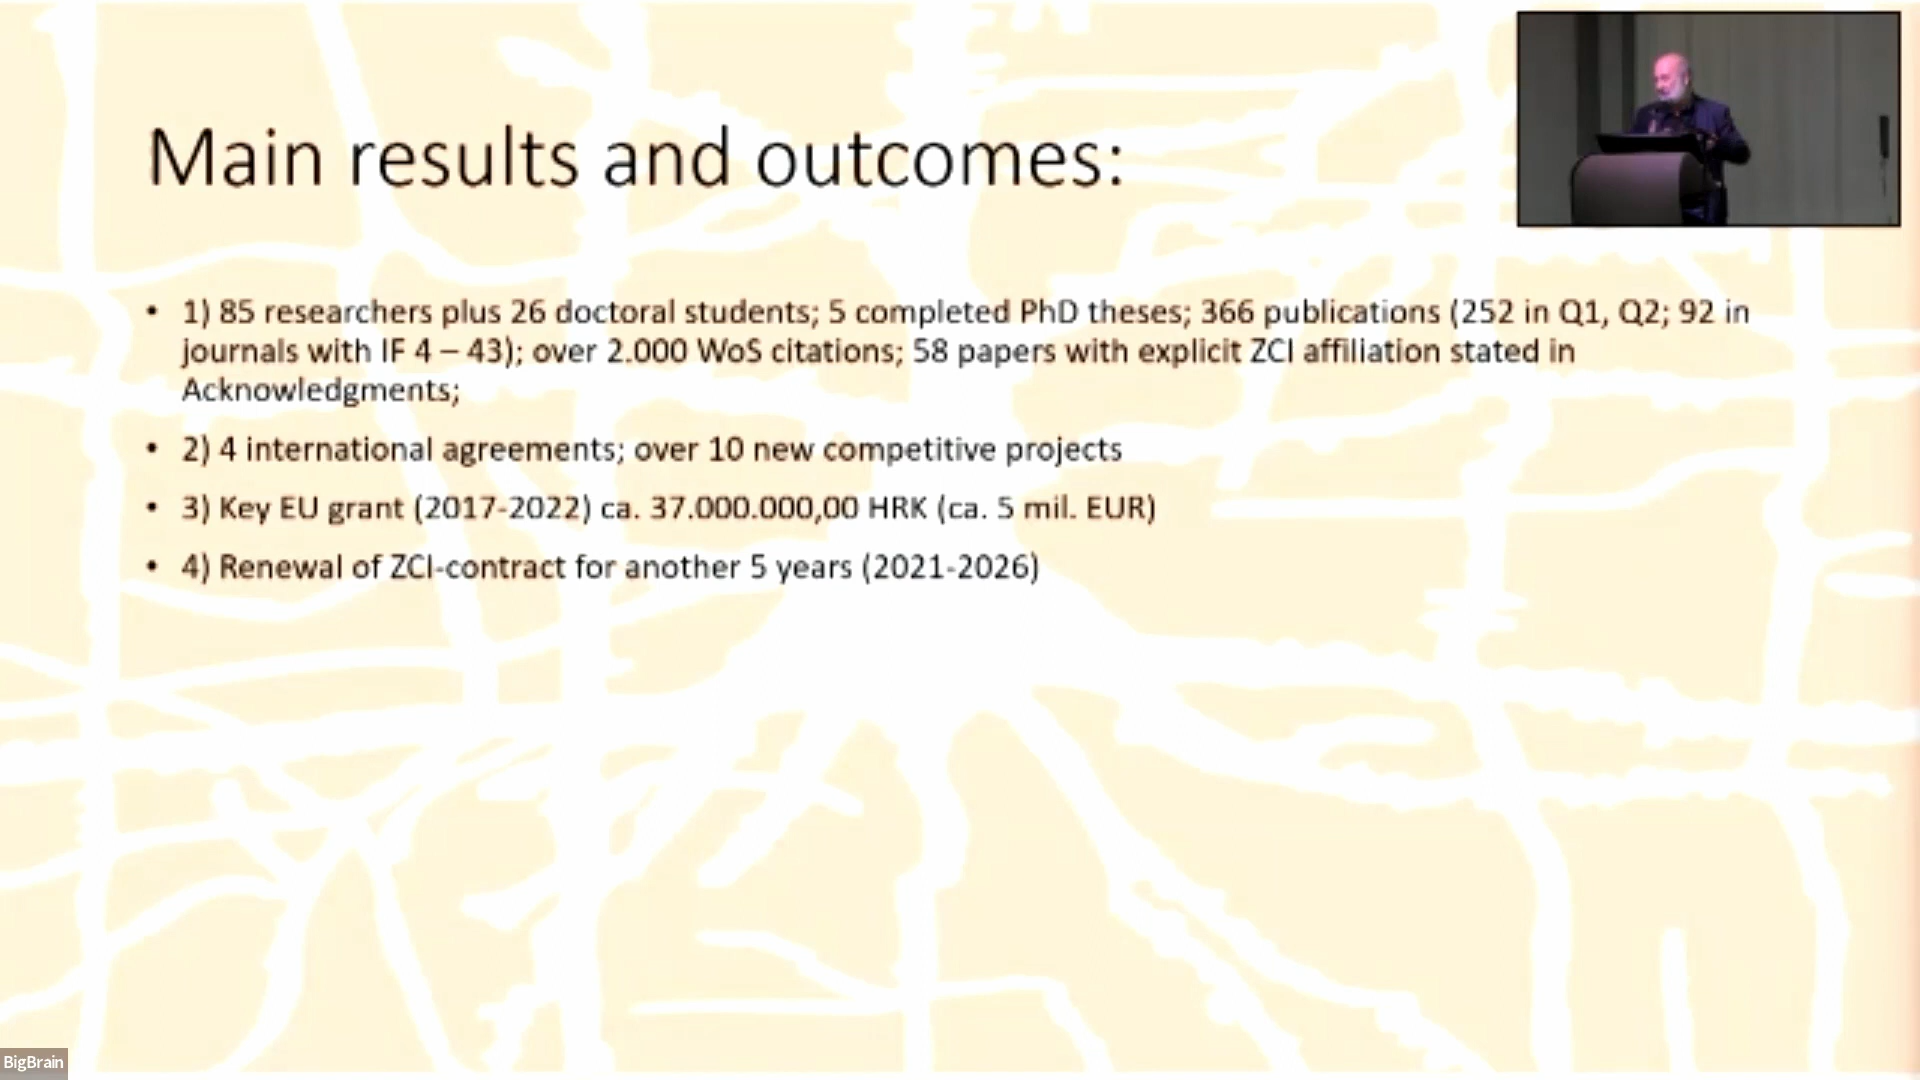 Main results and outcomes:
• 1) 85 researchers plus 26 doctoral students; 5 completed PhD theses; 366 publications (252 in Q1, Q2; 92 in
journals with IF 4 – 43); over 2.000 WoS citations; 58 papers with explicit ZCI affiliation stated in
Acknowledgments;
• 2) 4 international agreements; over 10 new competitive projects
• 3) Key EU grant (2017-2022) ca. 37.000.000,00 HRK (ca. 5 mil. EUR)
• 4) Renewal of ZCI-contract for another 5 years (2021-2026)
BigBrain